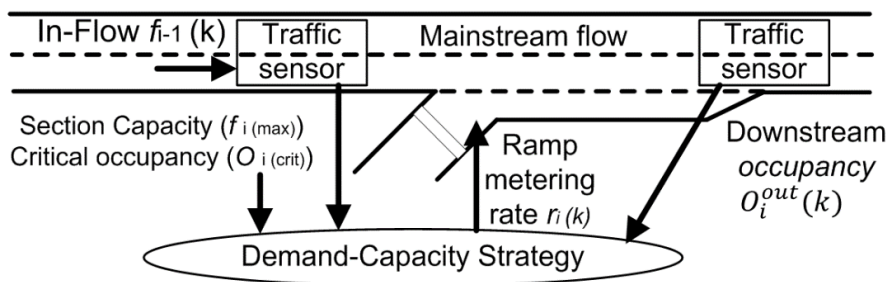 In-Flow fi-1 (k)
Traffic
sensor
Mainstream flow
Traffic
sensor
Section Capacity (f i (max))
Critical occupancy (O i (crit))
Ramp
metering
rate ri (k)
Downstream
occupancy
O_i^out(k)
Demand-Capacity Strategy